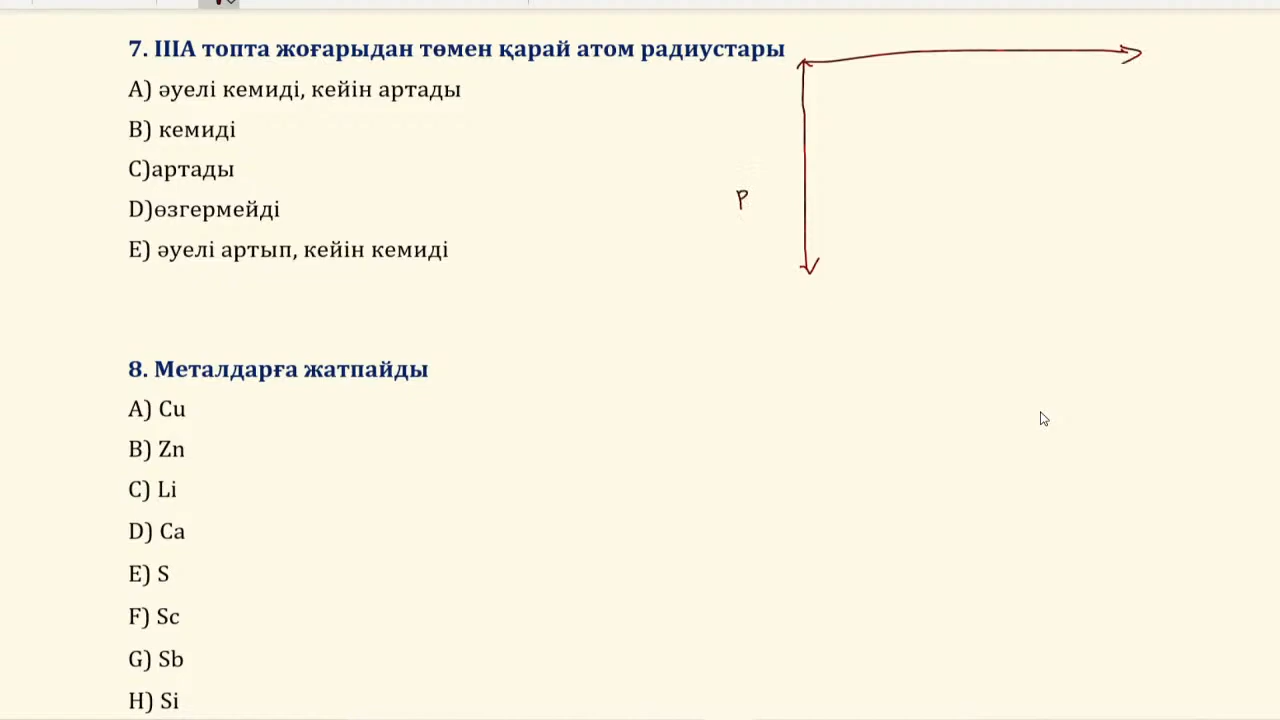 7. IIIA топта жоғарыдан төмен қарай атом радиустары
A) әуелі кемиді, кейін артады
B) кемиді
C)артады
D)өзгермейді
E) әуелі артып, кейін кемиді
P
8. Металдарға жатпайды
A) Cu
B) Zn
C) Li
D) Ca
E) S
F) Sc
G) Sb
H) Si